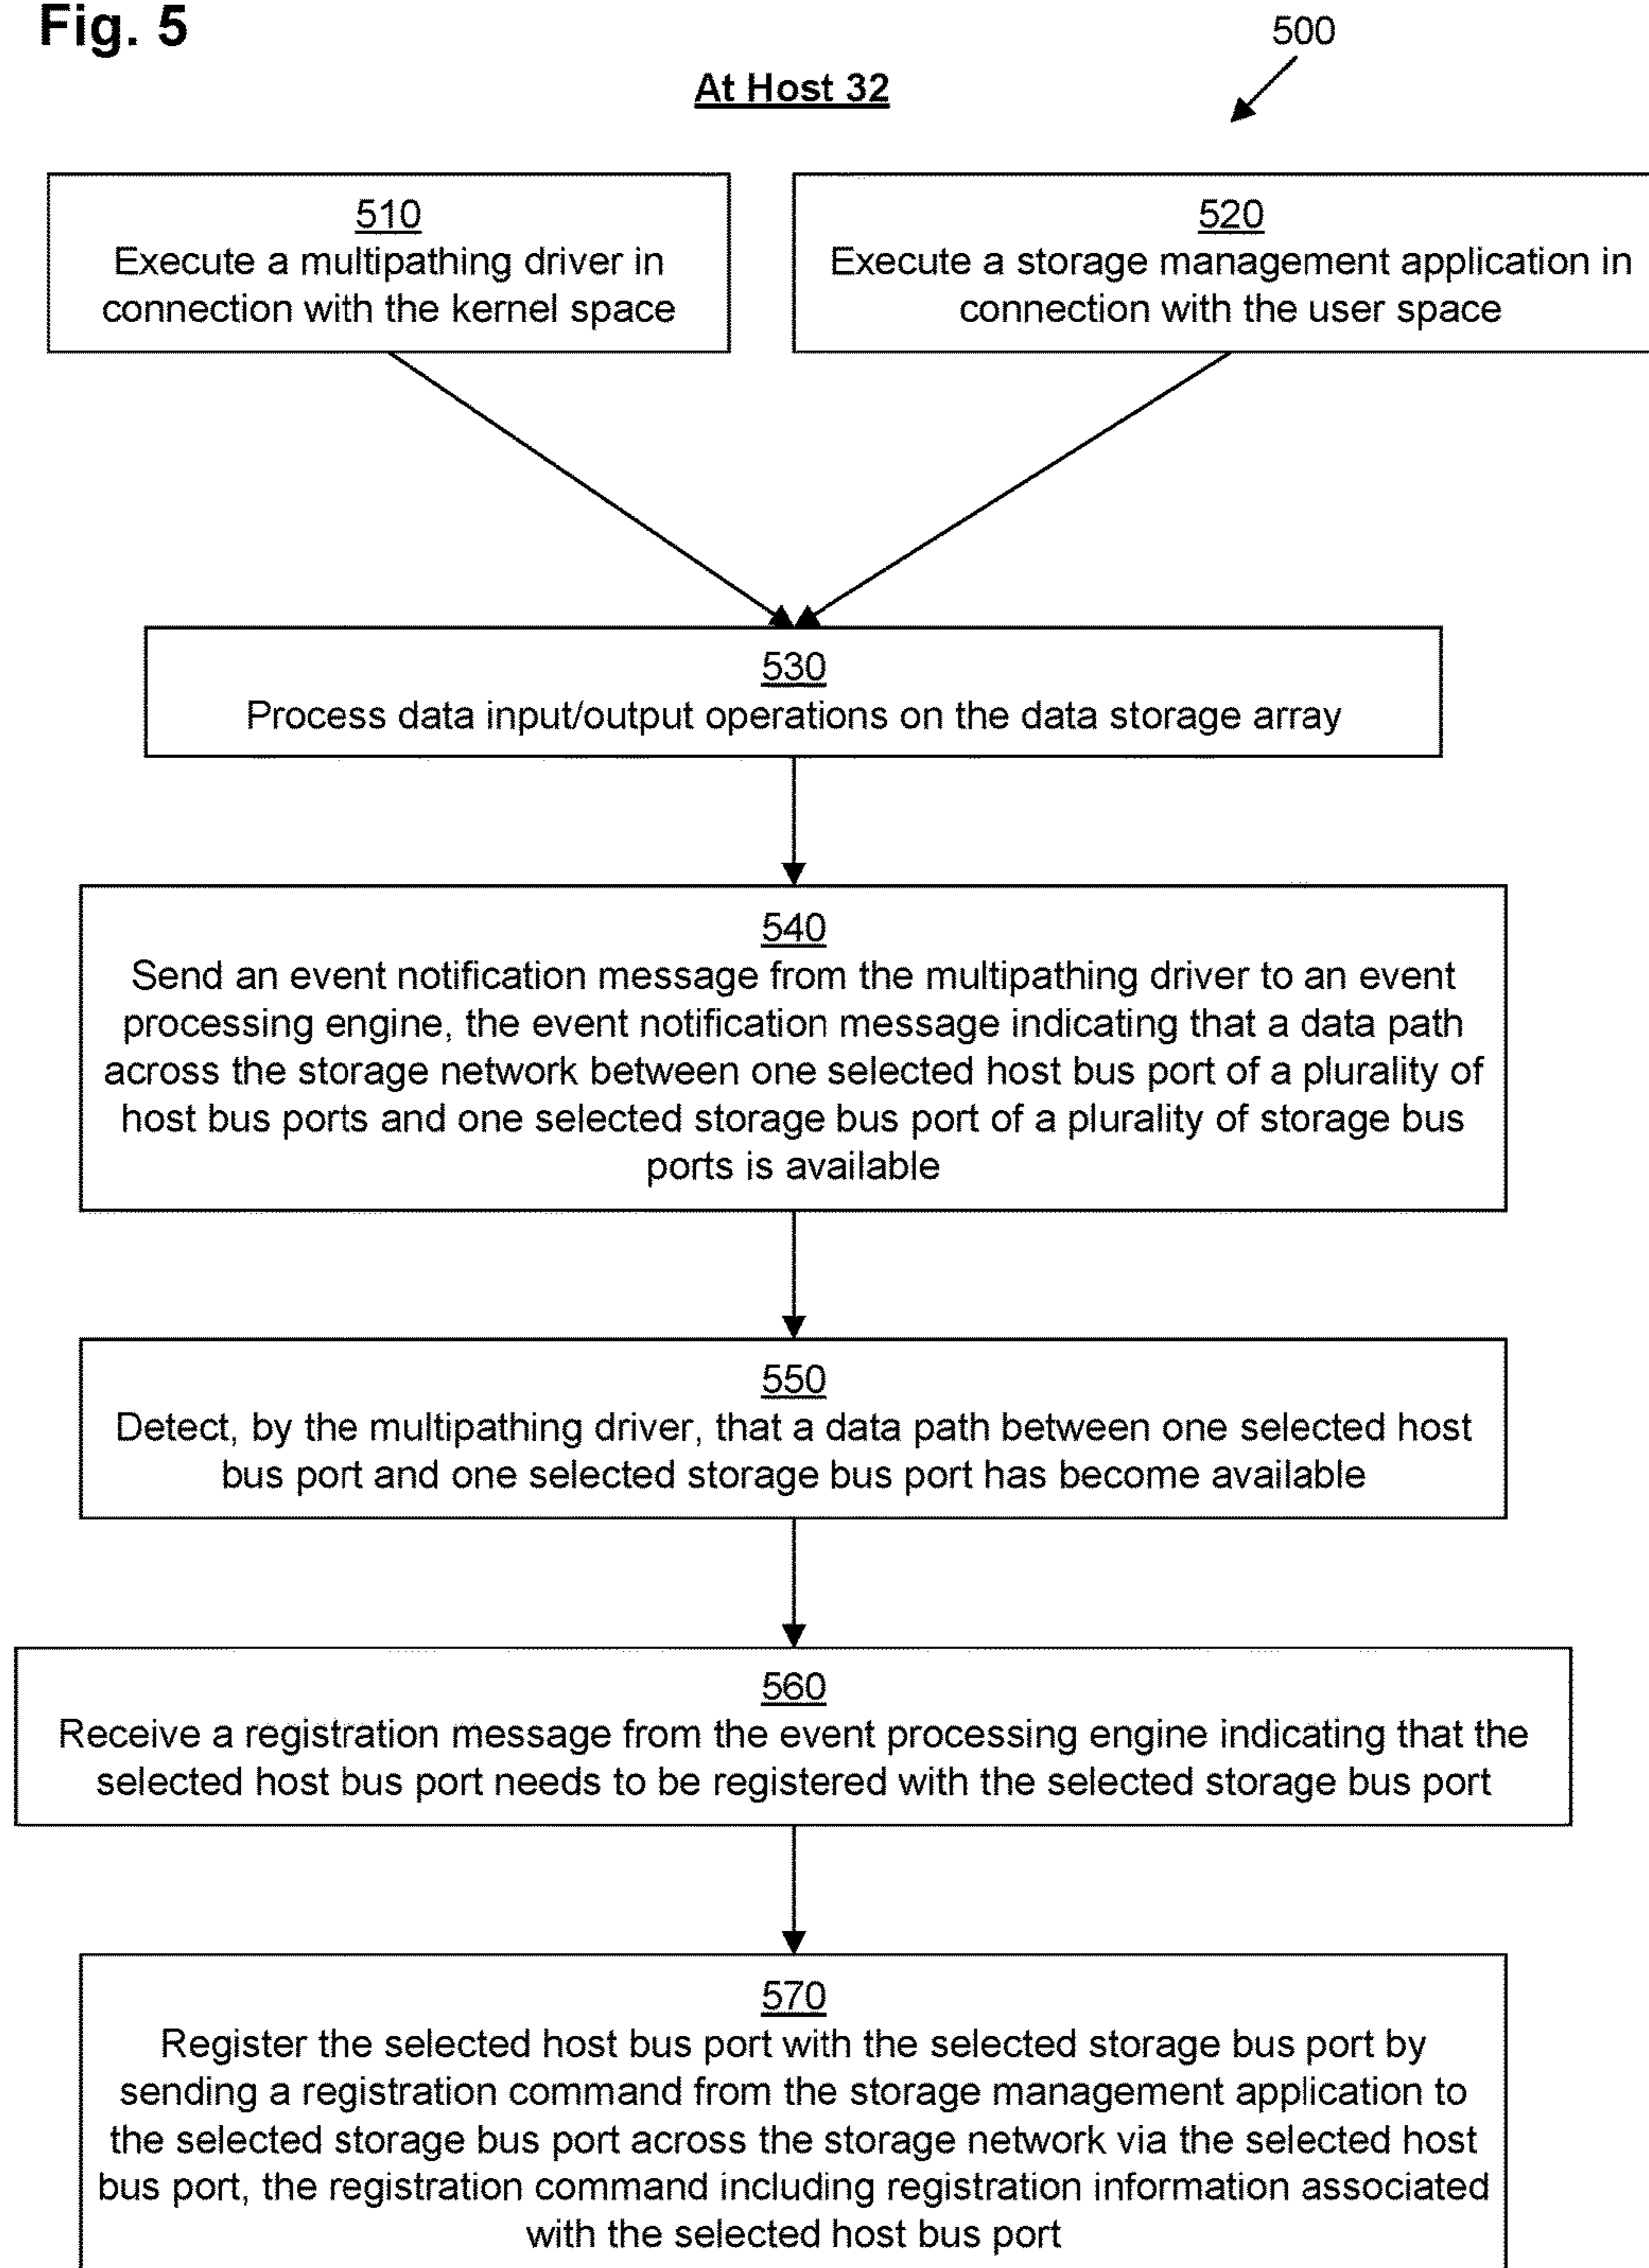 Fig. 5
500
At Host 32
510
Execute a multipathing driver in
connection with the kernel space
520
Execute a storage management application in
connection with the user space
530
Process data input/output operations on the data storage array
540
Send an event notification message from the multipathing driver to an event
processing engine, the event notification message indicating that a data path
across the storage network between one selected host bus port of a plurality of
host bus ports and one selected storage bus port of a plurality of storage bus
ports is available
550
Detect, by the multipathing driver, that a data path between one selected host
bus port and one selected storage bus port has become available
560
Receive a registration message from the event processing engine indicating that the
selected host bus port needs to be registered with the selected storage bus port
570
Register the selected host bus port with the selected storage bus port by
sending a registration command from the storage management application to
the selected storage bus port across the storage network via the selected host
bus port, the registration command including registration information associated
with the selected host bus port